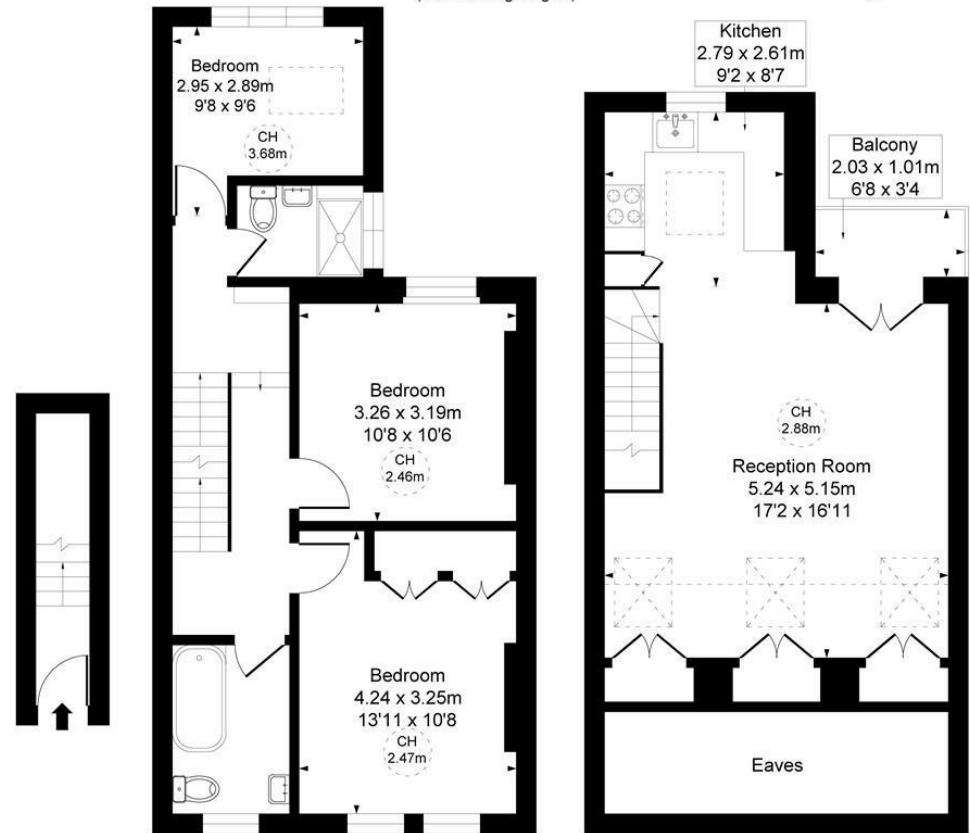 Bedroom
2.95 x 2.89m
9'8 x 9'6
CH
3.68m
Bedroom
3.26 x 3.19m
10'8 x 10'6
CH
2.46m
Bedroom
4.24 x 3.25m
13'11 x 10'8
CH
2.47m
Kitchen
2.79 x 2.61m
9'2 x 8'7
Balcony
2.03 x 1.01m
6'8 x 3'4
CH
2.88m
Reception Room
5.24 x 5.15m
17'2 x 16'11
Eaves